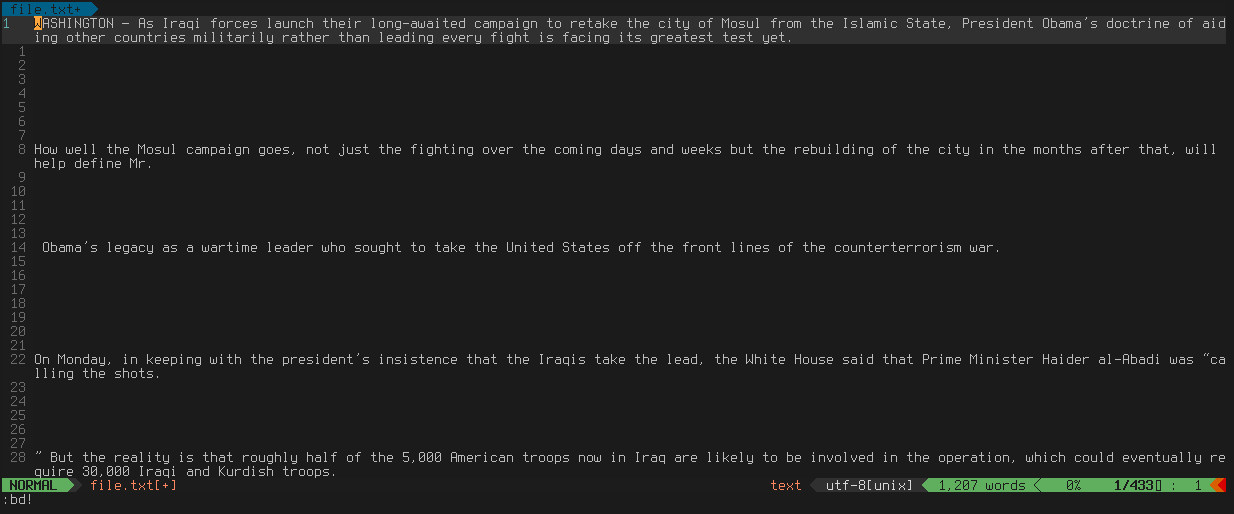 file.txt+
1 WASHINGTON — As Iraqi forces launch their long-awaited campaign to retake the city of Mosul from the Islamic State, President Obama's doctrine of aid
ing other countries militarily rather than leading every fight is facing its greatest test yet.
1
2
3
4
5
6
7
8 How well the Mosul campaign goes, not just the fighting over the coming days and weeks but the rebuilding of the city in the months after that, will
help define Mr.
9
10
11
12
13
14 Obama's legacy as a wartime leader who sought to take the United States off the front lines of the counterterrorism war.
15
16
17
18
19
20
21
22 On Monday, in keeping with the president's insistence that the Iraqis take the lead, the White House said that Prime Minister Haider al-Abadi was “ca
lling the shots.
23
24
25
26
27
28 ” But the reality is that roughly half of the 5,000 American troops now in Iraq are likely to be involved in the operation, which could eventually re
quire 30,000 Iraqi and Kurdish troops.
NORMAL file.txt[+] text utf-8[unix] 1,207 words 0% 1/433 : 1
:bd!